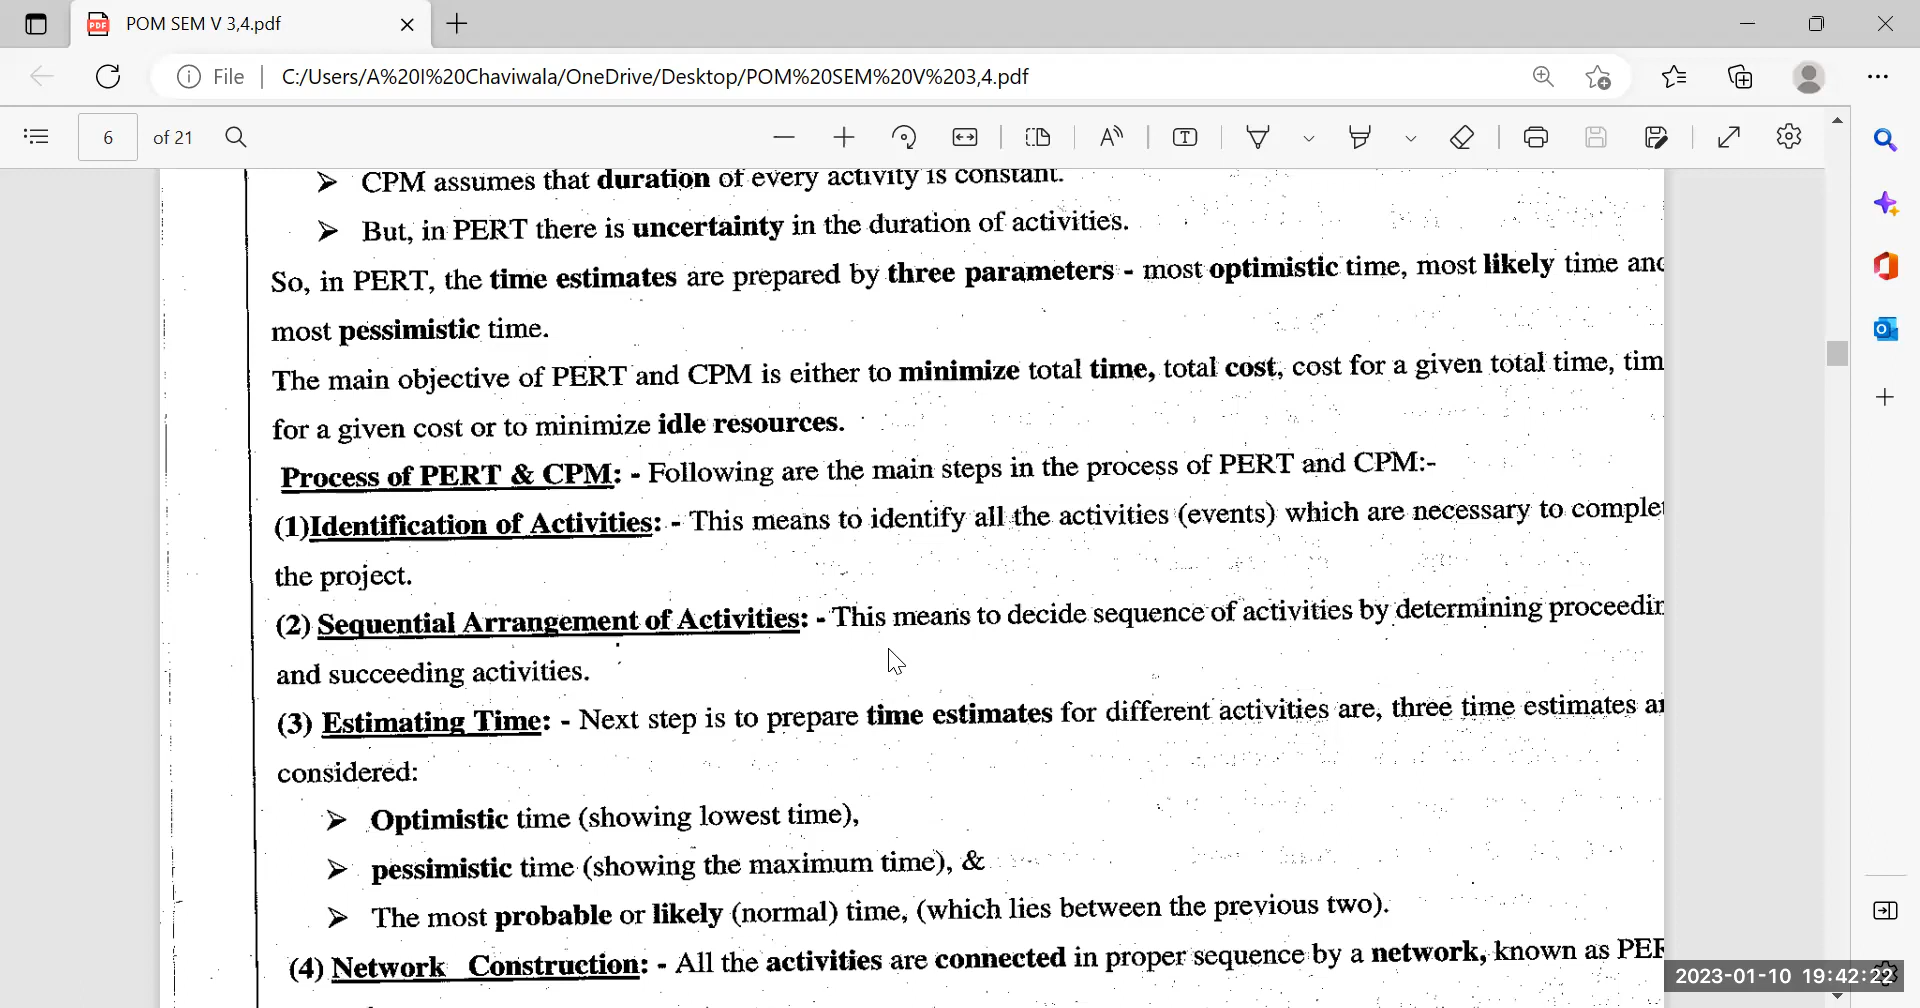 POM SEM V 3,4.pdf
File
C:/Users/A%20I%20Chaviwala/OneDrive/Desktop/POM%20SEM%20V%203,4.pdf
6 of 21
➤ CPM assumes that duration of every activity is constant.
➤ But, in PERT there is uncertainty in the duration of activities.
So, in PERT, the time estimates are prepared by three parameters - most optimistic time, most likely time and
most pessimistic time.
The main objective of PERT and CPM is either to minimize total time, total cost, cost for a given total time, tim
for a given cost or to minimize idle resources.
Process of PERT & CPM: - Following are the main steps in the process of PERT and CPM:-
(1)Identification of Activities: - This means to identify all the activities (events) which are necessary to complet
the project.
(2) Sequential Arrangement of Activities: - This means to decide sequence of activities by determining proceedin
and succeeding activities.
(3) Estimating Time: - Next step is to prepare time estimates for different activities are, three time estimates ar
considered:
➤ Optimistic time (showing lowest time),
➤ pessimistic time (showing the maximum time), &
➤ The most probable or likely (normal) time, (which lies between the previous two).
(4) Network Construction: - All the activities are connected in proper sequence by a network, known as PER
2023-01-10 19:42:22